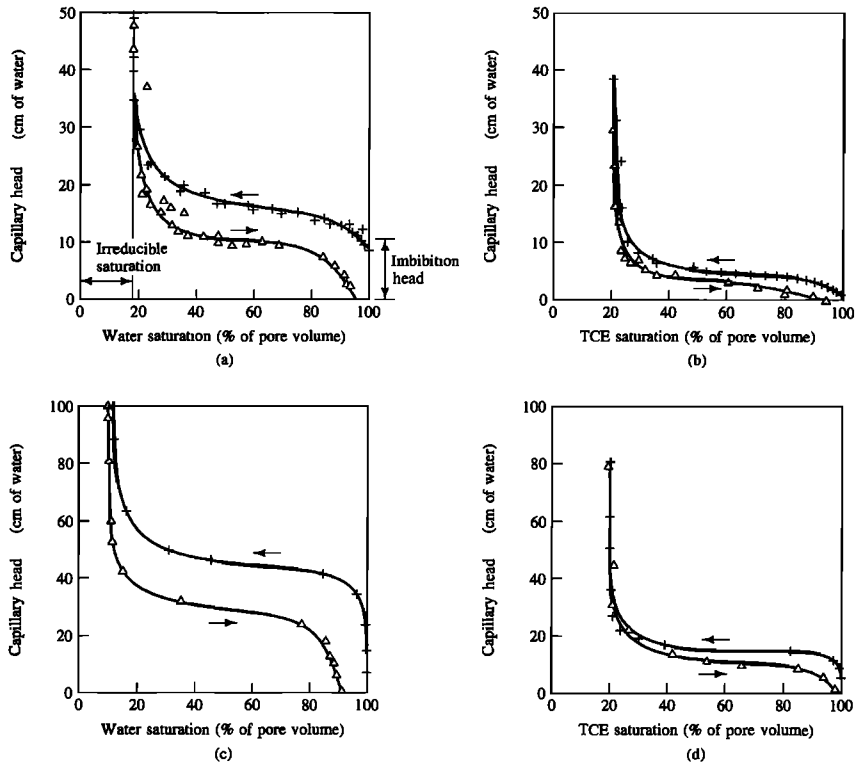 50
40
30
20
10
0
Capillary head (cm of water)
Irreducible saturation
Imbibition head
0 20 40 60 80 100
Water saturation (% of pore volume)
(a)
50
40
30
20
10
0
Capillary head (cm of water)
0 20 40 60 80 100
TCE saturation (% of pore volume)
(b)
100
80
60
40
20
0
Capillary head (cm of water)
0 20 40 60 80 100
Water saturation (% of pore volume)
(c)
100
80
60
40
20
0
Capillary head (cm of water)
0 20 40 60 80 100
TCE saturation (% of pore volume)
(d)